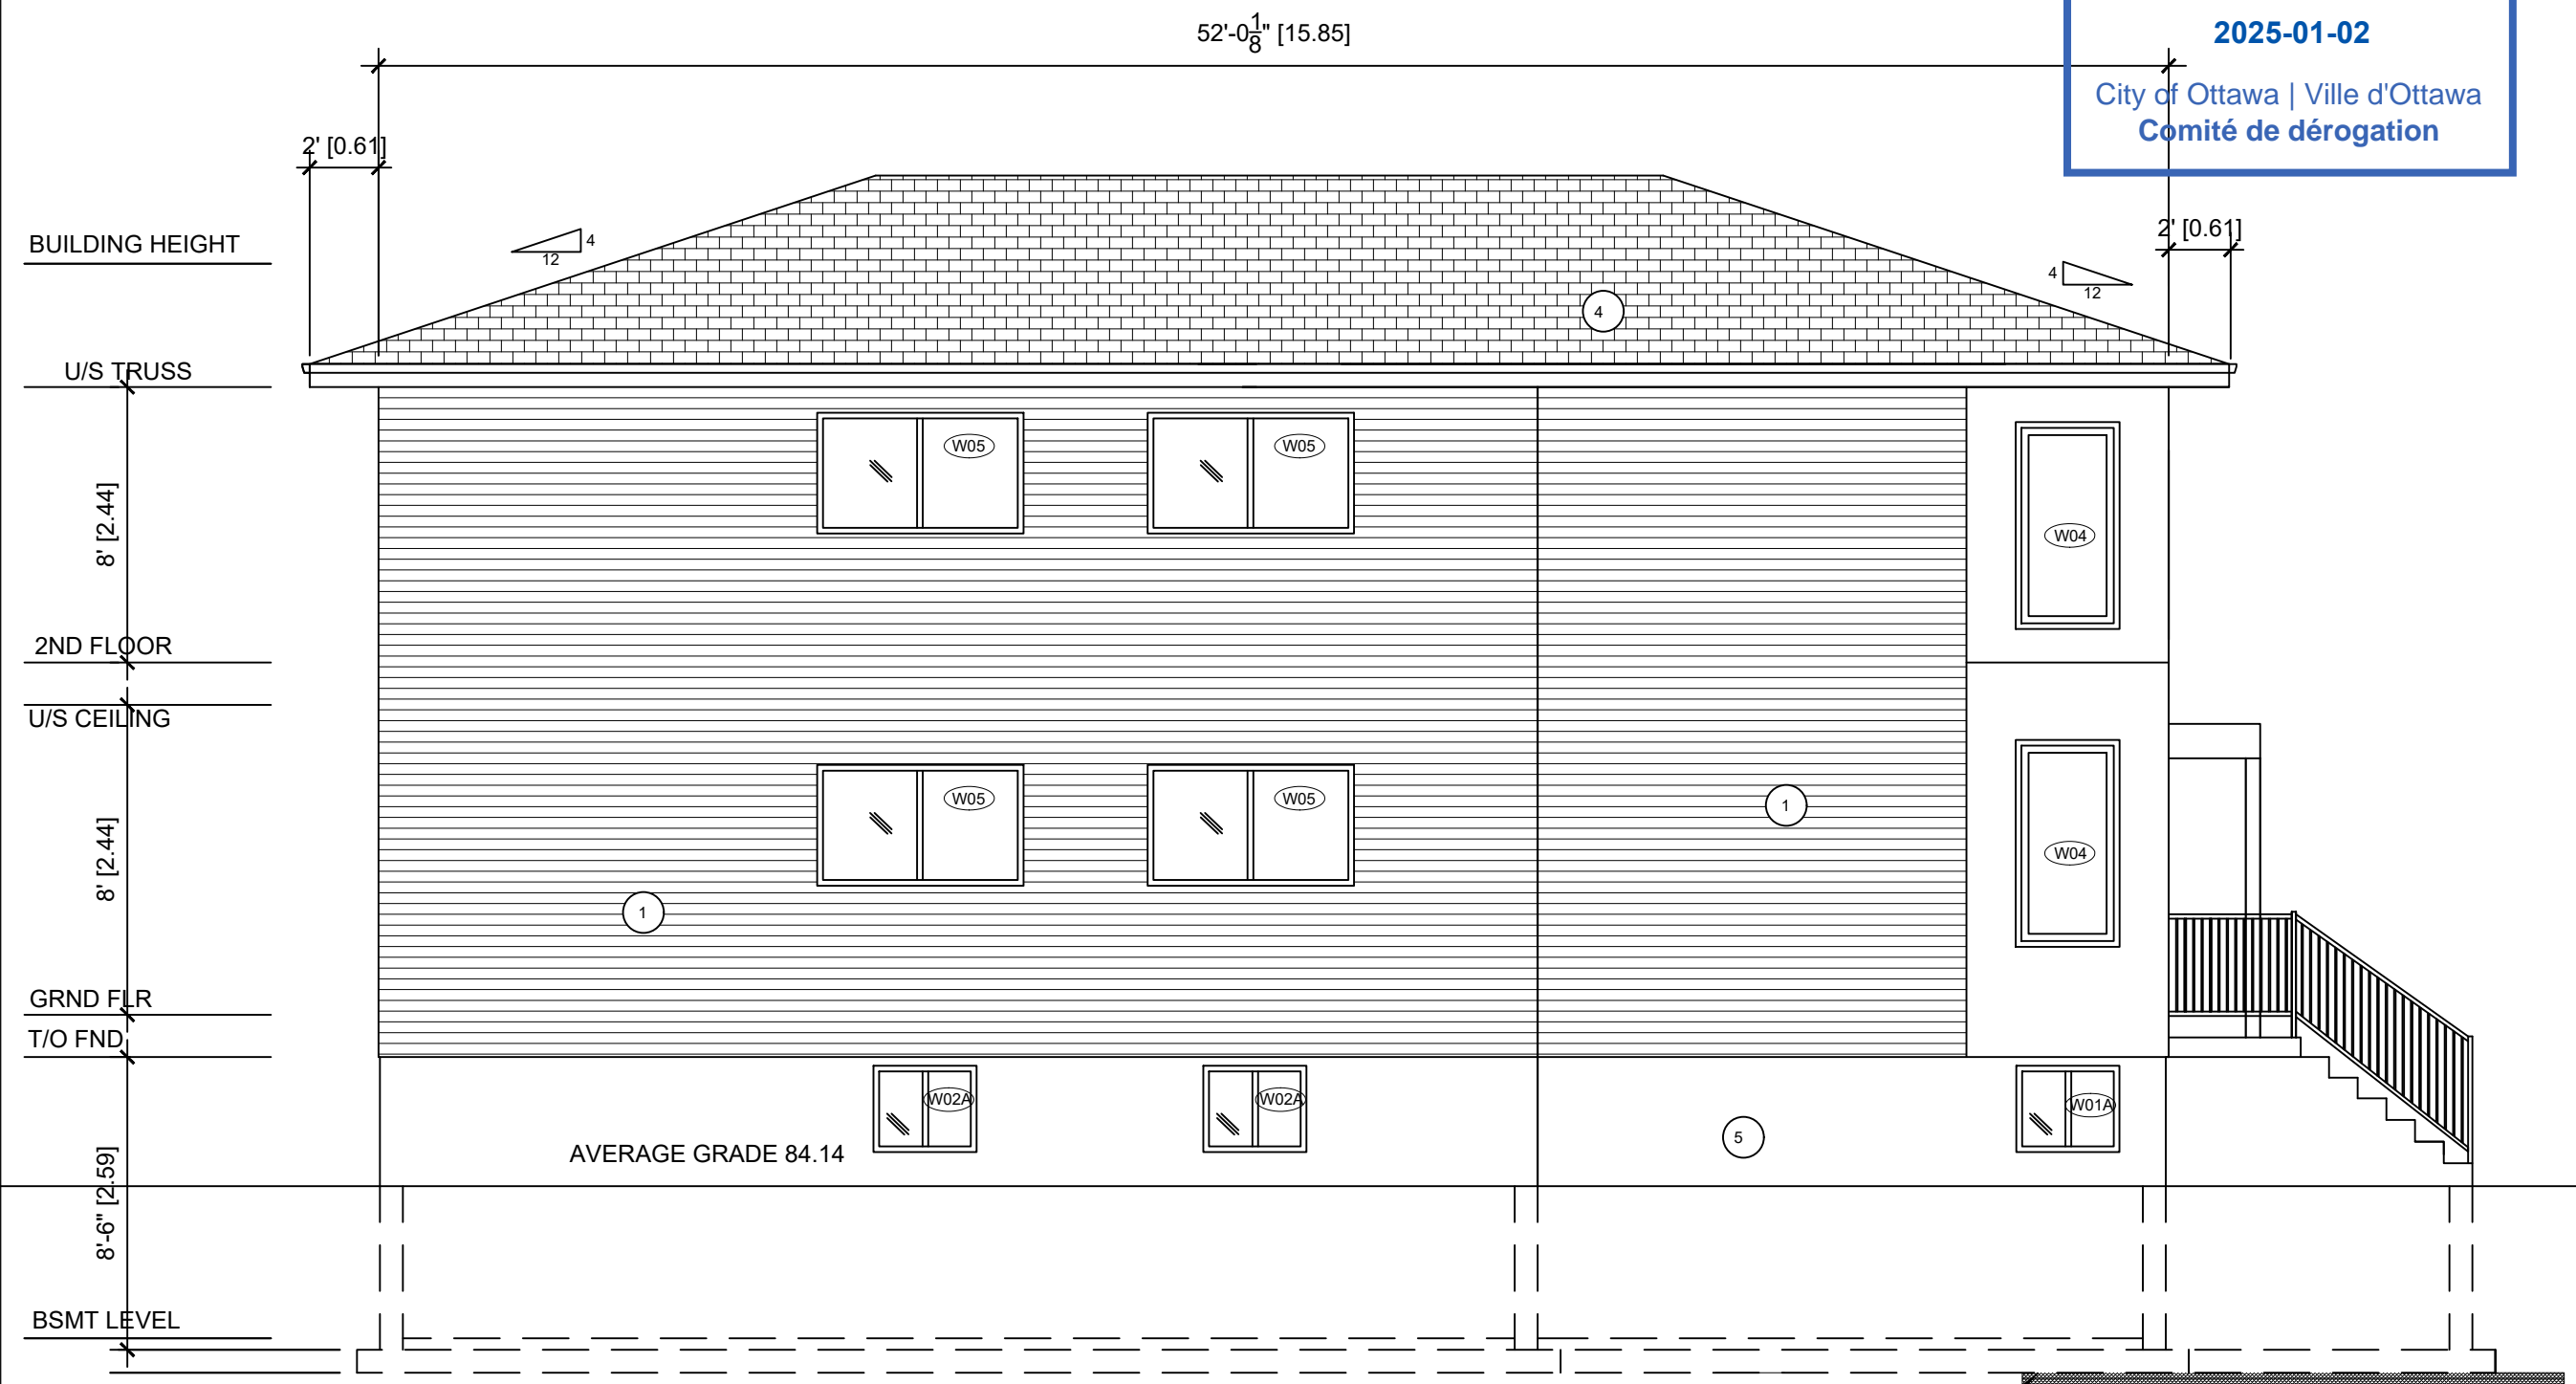 52'-0 1/8" [15.85]
2025-01-02
City of Ottawa | Ville d'Ottawa
Comité de dérogation
2' [0.61]
2' [0.61]
BUILDING HEIGHT
4
12
4
12
4
U/S TRUSS
W05
W05
W04
8' [2.44]
2ND FLOOR
U/S CEILING
W05
W05
1
W04
8' [2.44]
1
GRND FLR
T/O FND
W02A
W02A
W01A
5
AVERAGE GRADE 84.14
8'-6" [2.59]
BSMT LEVEL